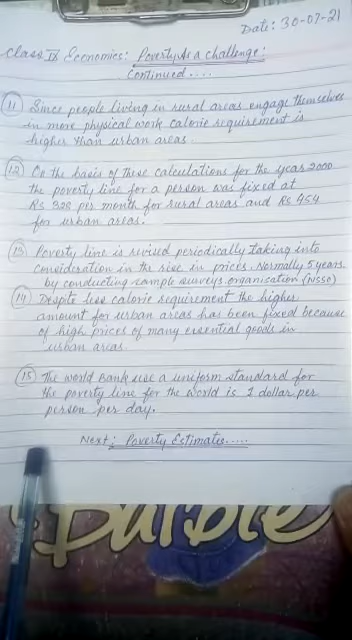 Date: 30-07-21
Class IX Economics: Poverty As a challenge:
Continued....
11 Since people living in rural areas engage themselves
in more physical work calorie requirement is
higher than urban areas.
12 On the basis of these calculations for the year 2000
the poverty line for a person was fixed at
Rs 328 per month for rural areas and Rs 454
for urban areas.
13 Poverty line is revised periodically taking into
consideration in the rise in prices. Normally 5 years
by conducting sample surveys organisation (NSSO)
14 Despite less calorie requirement the higher
amount for urban areas has been fixed because
of high prices of many essential goods in
urban areas.
15 The world Bank use a uniform standard for
the poverty line for the world is 1 dollar per
person per day.
Next: Poverty Estimates.....
Barbie